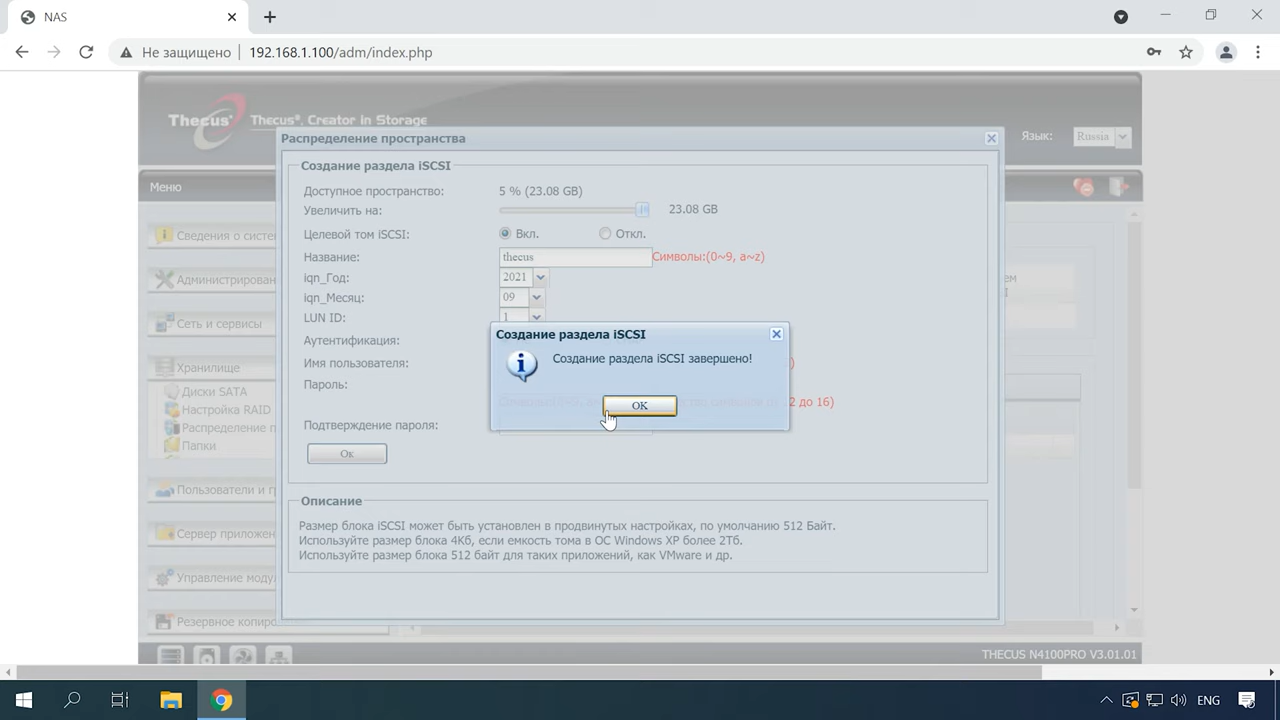 NAS
Не защищено
192.168.1.100/adm/index.php
Thecus®
Thecus®, Creator in Storage
Язык:
Russia
Распределение пространства
Меню
Создание раздела iSCSI
Доступное пространство:
5 % (23.08 GB)
Увеличить на:
23.08 GB
Целевой том iSCSI:
Вкл.
Откл.
Название:
thecus
Символы:(0~9, a~z)
iqn_Год:
2021
iqn_Месяц:
09
LUN ID:
1
Аутентификация:
Имя пользователя:
Пароль:
2 до 16)
Подтверждение пароля:
Ок
Сведения о систе
Администрирован
Сеть и сервисы
Хранилище
Диски SATA
Настройка RAID
Распределение п
Папки
Пользователи и гр
Сервер приложен
Управление моду
Резервное копиро
Создание раздела iSCSI
Создание раздела iSCSI завершено!
OK
Описание
Размер блока iSCSI может быть установлен в продвинутых настройках, по умолчанию 512 Байт.
Используйте размер блока 4Кб, если емкость тома в ОС Windows XP более 2Тб.
Используйте размер блока 512 байт для таких приложений, как VMware и др.
THECUS N4100PRO V3.01.01
ENG